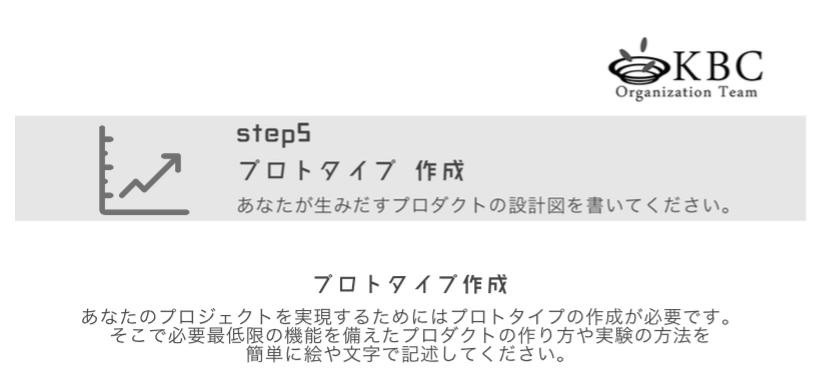 KBC
Organization Team
step5
プロトタイプ 作成
あなたが生みだすプロダクトの設計図を書いてください。
プロトタイプ作成
あなたのプロジェクトを実現するためにはプロトタイプの作成が必要です。
そこで必要最低限の機能を備えたプロダクトの作り方や実験の方法を
簡単に絵や文字で記述してください。